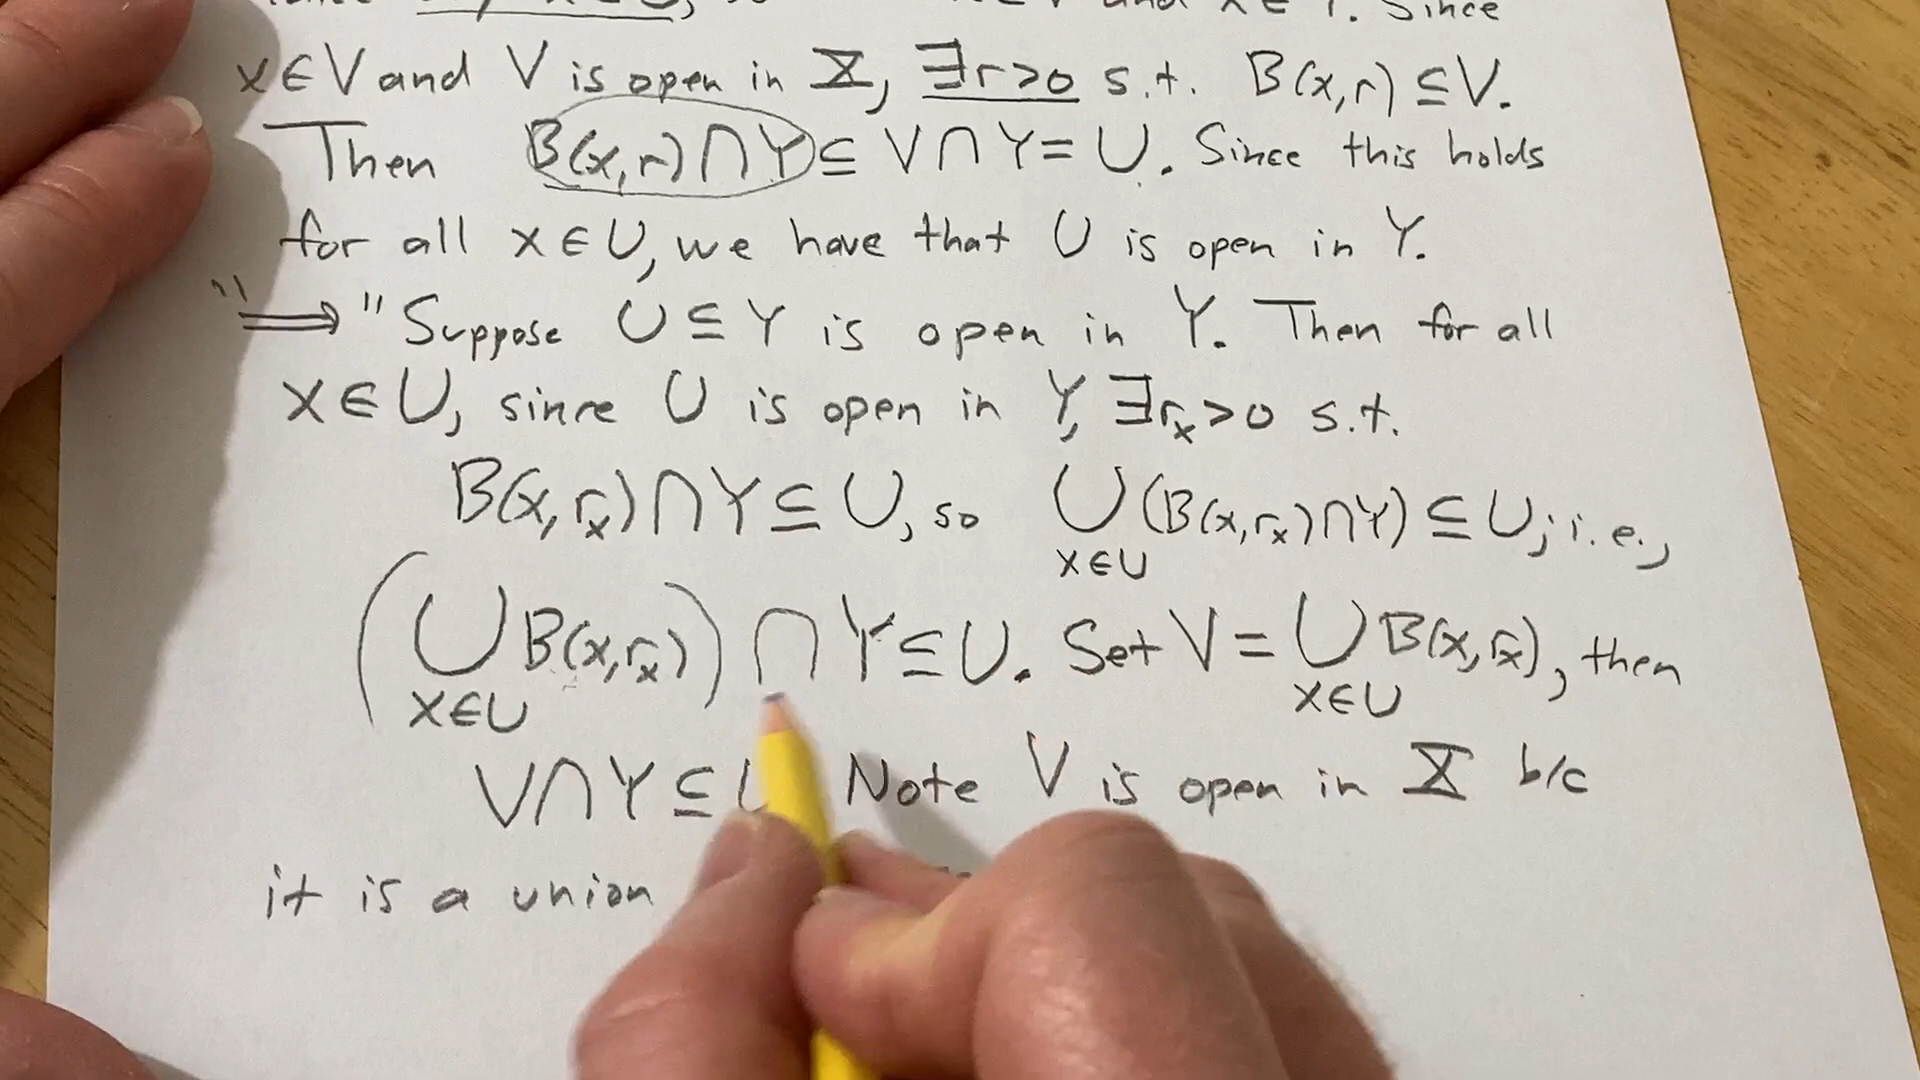 and x ∈ Y. Since
x ∈ V and V is open in X, ∃r>0 s.t. B(x,r) ⊆ V.
Then B(x,r) ∩ Y ⊆ V ∩ Y = U. Since this holds
for all x ∈ U, we have that U is open in Y.
"⟹" Suppose U ⊆ Y is open in Y. Then for all
x ∈ U, since U is open in Y, ∃rₓ>0 s.t.
B(x,rₓ) ∩ Y ⊆ U, so ⋃_{x∈U} (B(x,rₓ) ∩ Y) ⊆ U; i.e.,
(⋃_{x∈U} B(x,rₓ)) ∩ Y ⊆ U. Set V = ⋃_{x∈U} B(x,rₓ), then
V ∩ Y ⊆ Note V is open in X b/c
it is a union